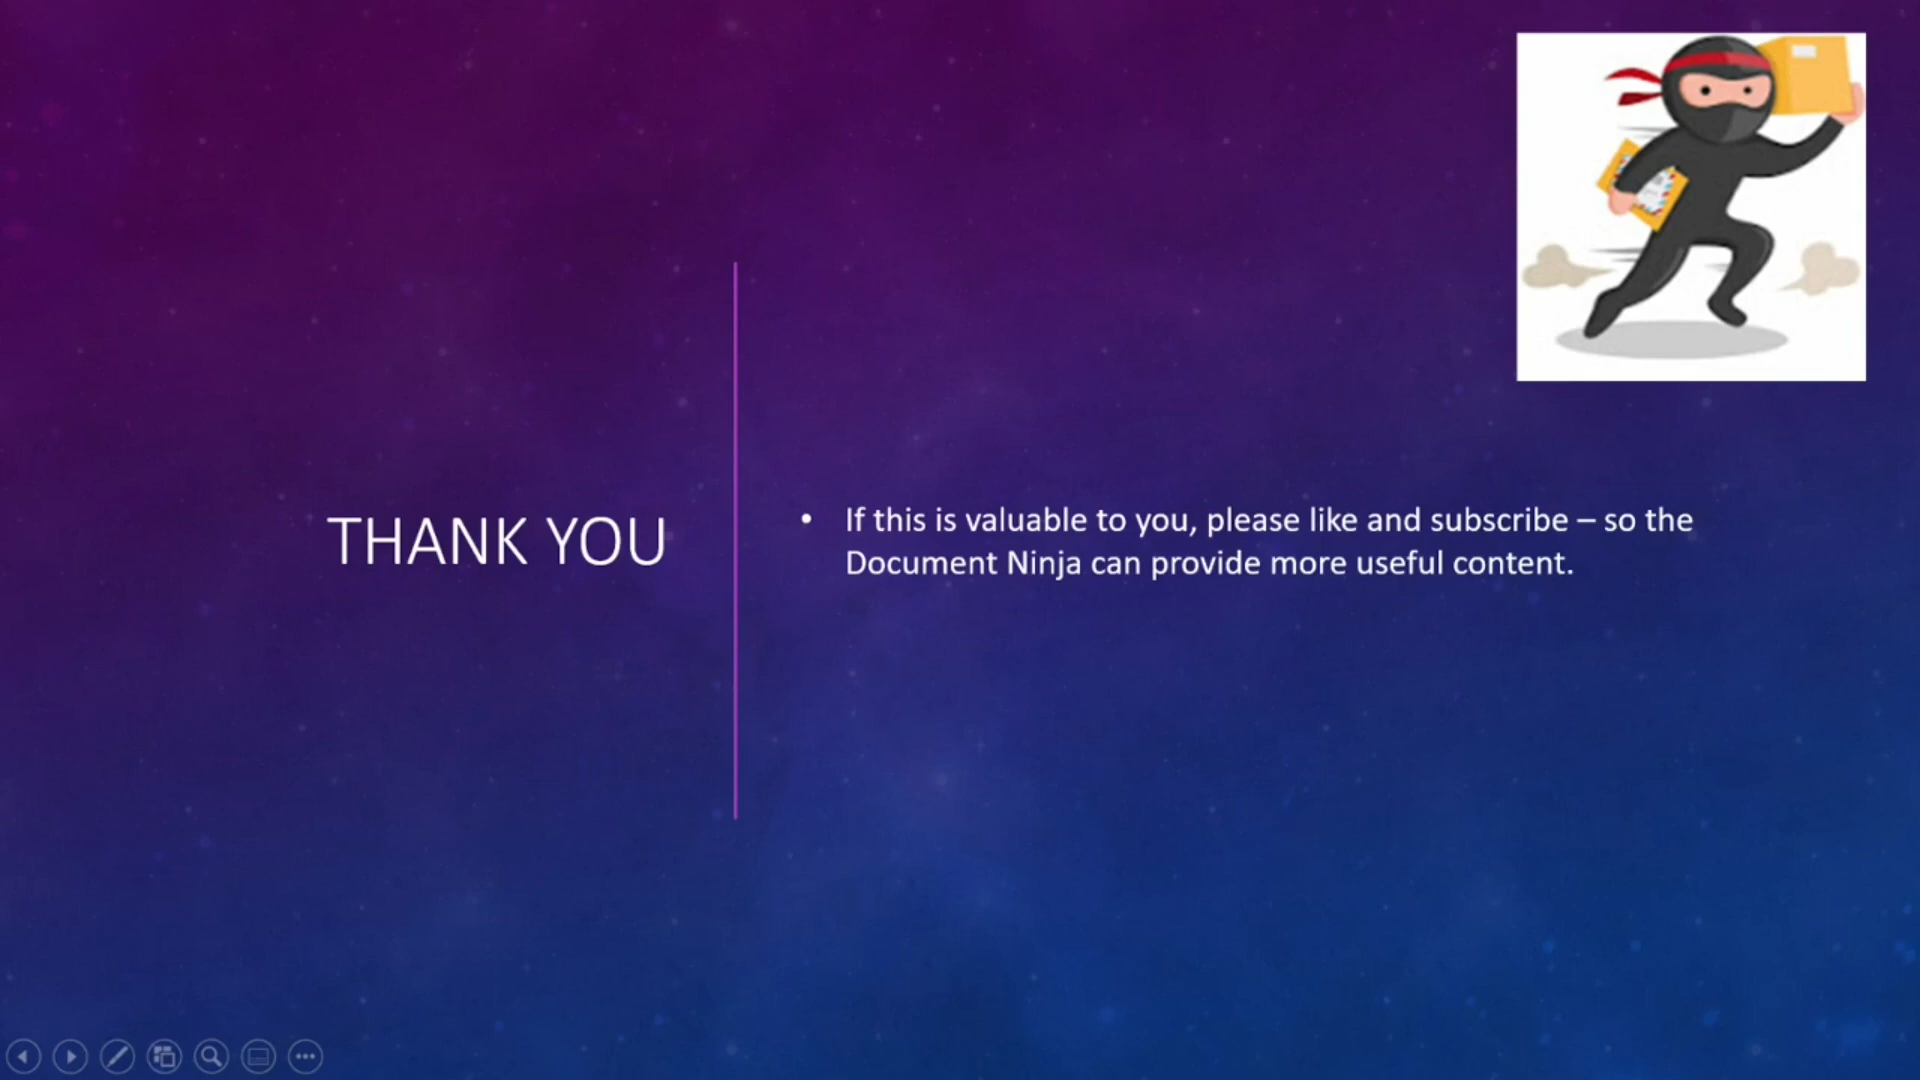 THANK YOU
• If this is valuable to you, please like and subscribe – so the
Document Ninja can provide more useful content.